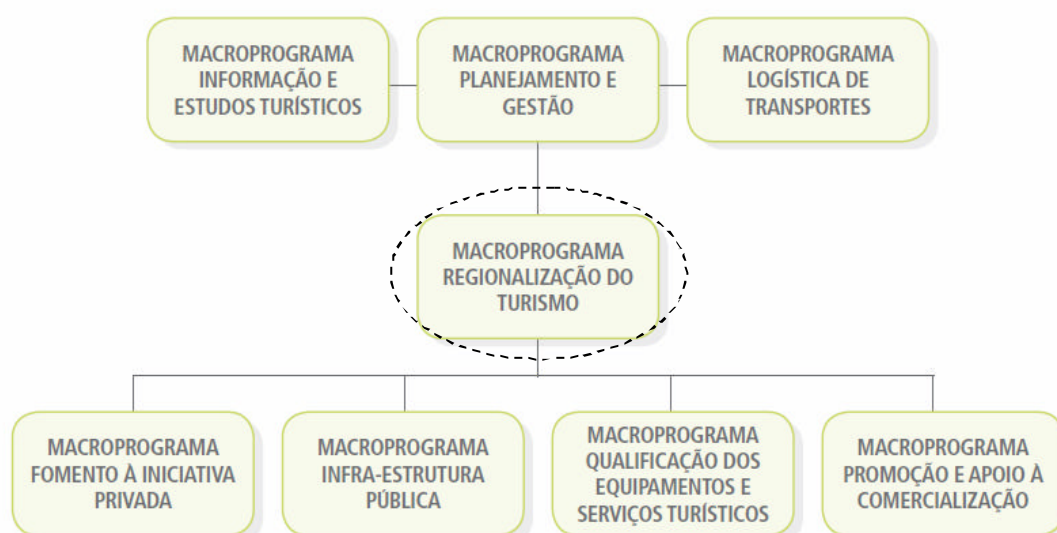 MACROPROGRAMA
INFORMAÇÃO E
ESTUDOS TURÍSTICOS
MACROPROGRAMA
PLANEJAMENTO E
GESTÃO
MACROPROGRAMA
LOGÍSTICA DE
TRANSPORTES
MACROPROGRAMA
REGIONALIZAÇÃO DO
TURISMO
MACROPROGRAMA
FOMENTO À INICIATIVA
PRIVADA
MACROPROGRAMA
INFRA-ESTRUTURA
PÚBLICA
MACROPROGRAMA
QUALIFICAÇÃO DOS
EQUIPAMENTOS E
SERVIÇOS TURÍSTICOS
MACROPROGRAMA
PROMOÇÃO E APOIO À
COMERCIALIZAÇÃO